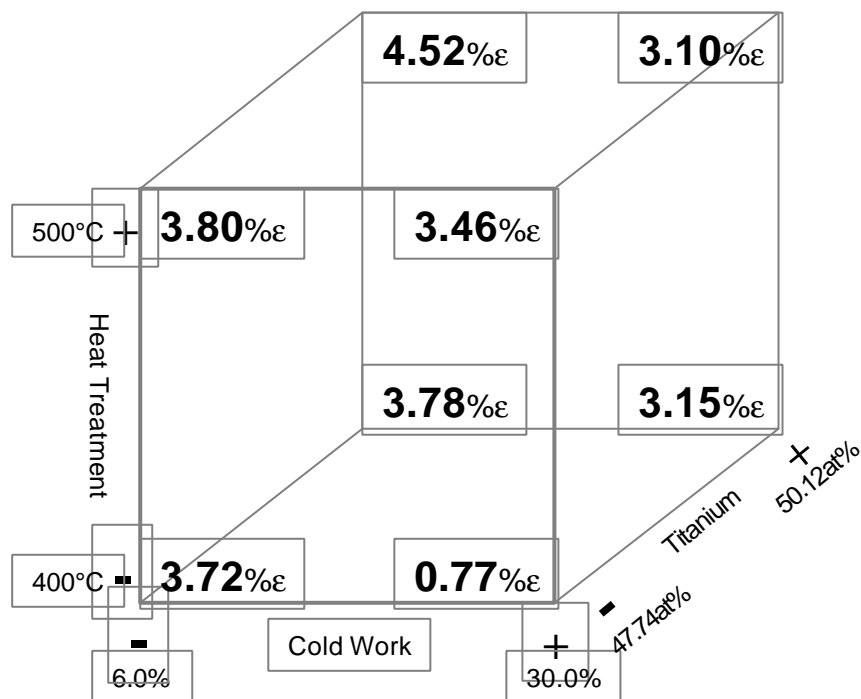 4.52%ε 3.10%ε
500°C + 3.80%ε 3.46%ε
Heat Treatment
3.78%ε 3.15%ε
+
50.12at%
Titanium
400°C - 3.72%ε 0.77%ε
-
47.74at%
- Cold Work +
6.0% 30.0%